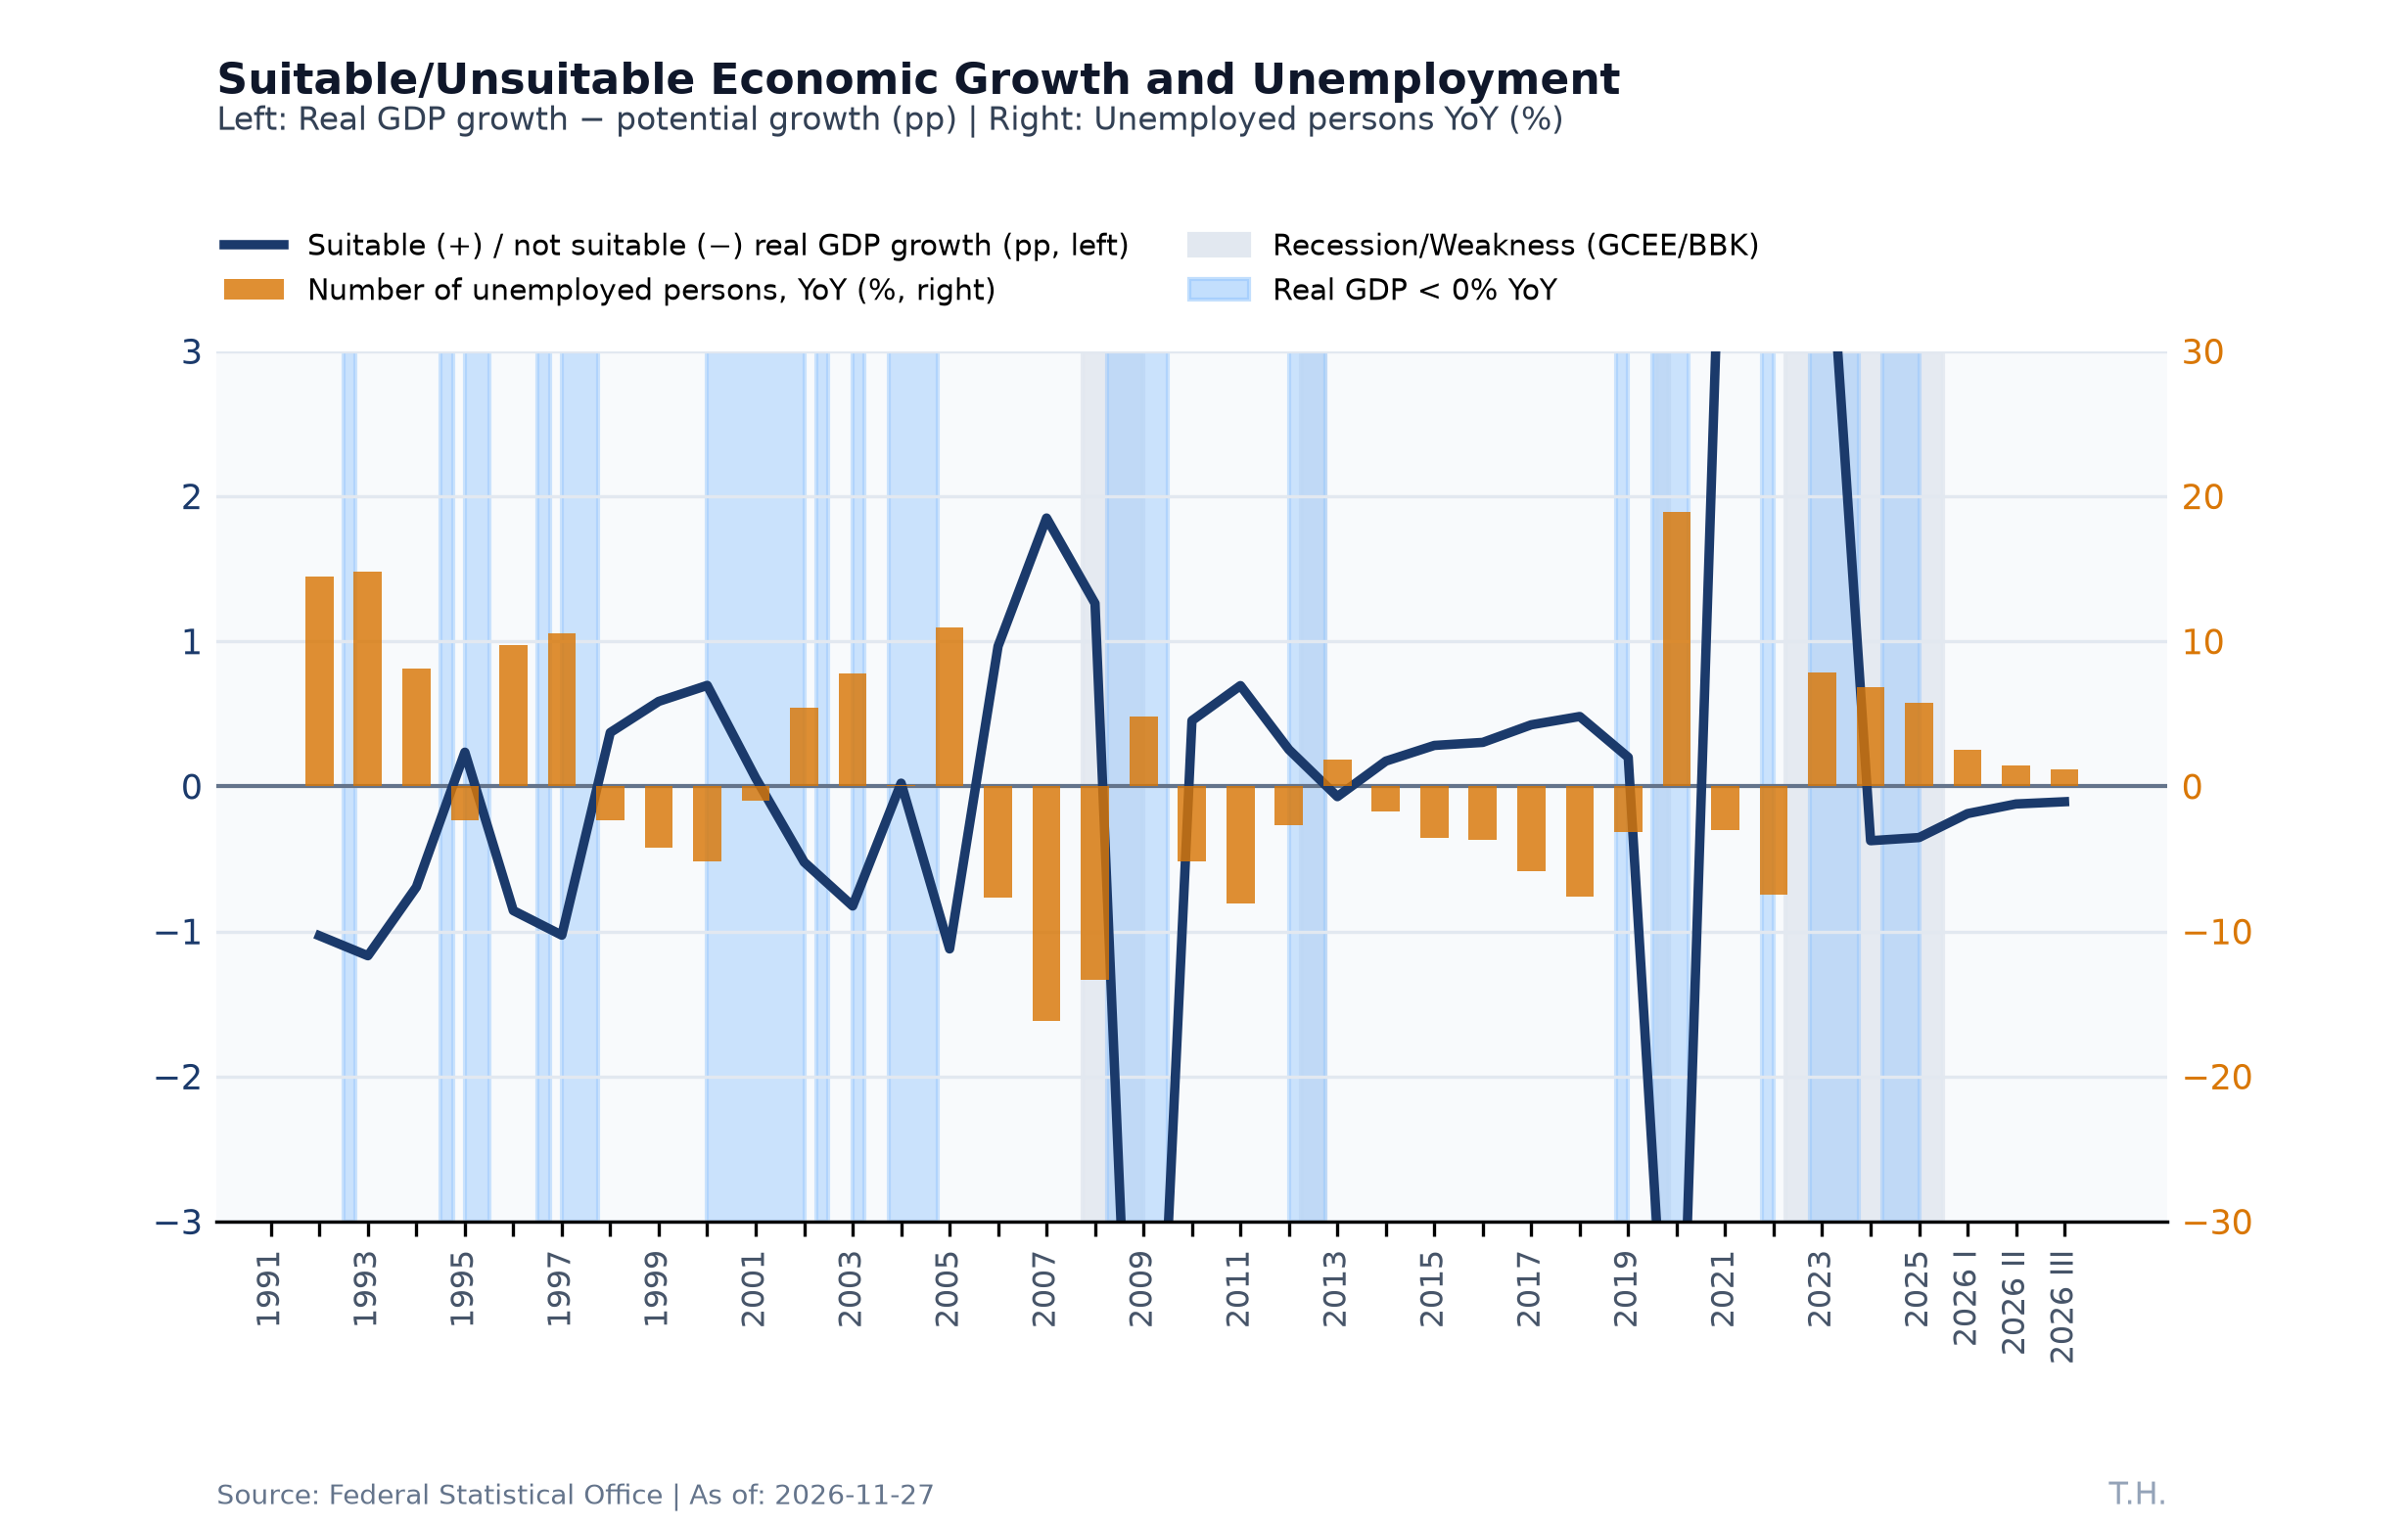 Suitable/Unsuitable Economic Growth and Unemployment
Left: Real GDP growth − potential growth (pp) | Right: Unemployed persons YoY (%)
Suitable (+) / not suitable (−) real GDP growth (pp, left)
Number of unemployed persons, YoY (%, right)
Recession/Weakness (GCEE/BBK)
Real GDP < 0% YoY
3
2
1
0
−1
−2
−3
30
20
10
0
−10
−20
−30
1991
1993
1995
1997
1999
2001
2003
2005
2007
2009
2011
2013
2015
2017
2019
2021
2023
2025
2026 I
2026 II
2026 III
Source: Federal Statistical Office | As of: 2026-11-27
T.H.